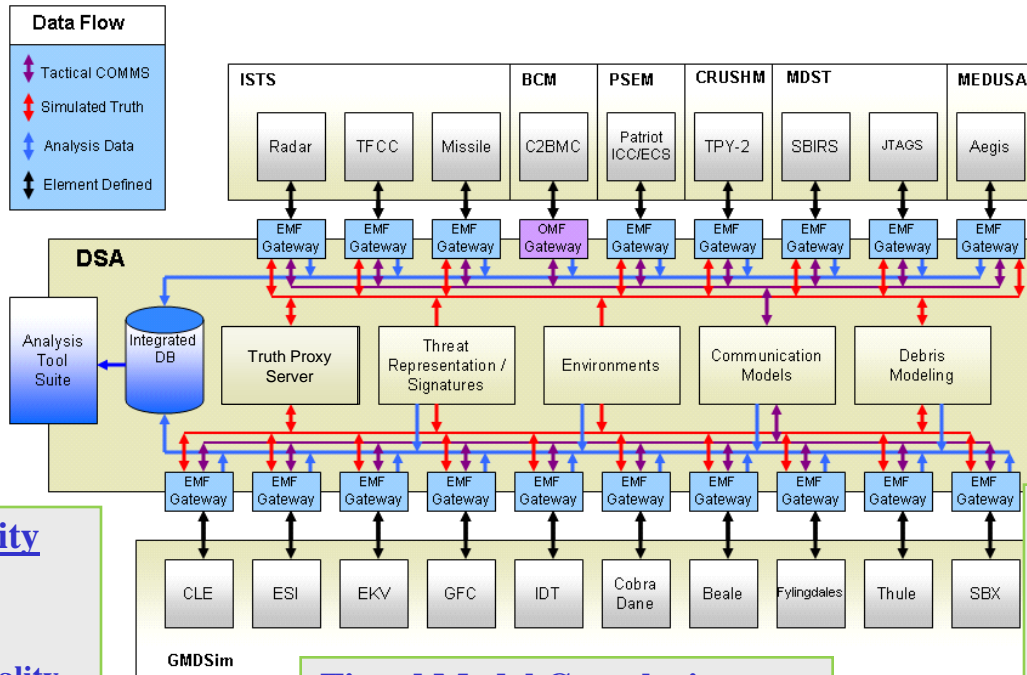 Data Flow
Tactical COMMS
Simulated Truth
Analysis Data
Element Defined
ISTS
BCM
PSEM
CRUSHM
MDST
MEDUSA
Radar
TFCC
Missile
C2BMC
Patriot
ICC/ECS
TPY-2
SBIRS
JTAGS
Aegis
EMF
Gateway
EMF
Gateway
EMF
Gateway
OMF
Gateway
EMF
Gateway
EMF
Gateway
EMF
Gateway
EMF
Gateway
EMF
Gateway
DSA
Analysis
Tool
Suite
Integrated
DB
Truth Proxy
Server
Threat
Representation /
Signatures
Environments
Communication
Models
Debris
Modeling
EMF
Gateway
EMF
Gateway
EMF
Gateway
EMF
Gateway
EMF
Gateway
EMF
Gateway
EMF
Gateway
EMF
Gateway
EMF
Gateway
EMF
Gateway
CLE
ESI
EKV
GFC
IDT
Cobra
Dane
Beale
Fylingdales
Thule
SBX
GMDSim
ity